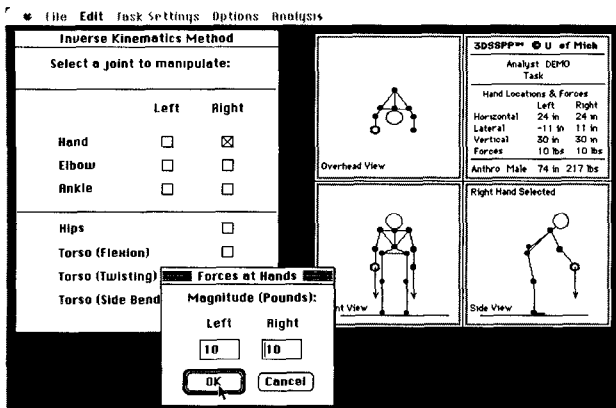 File Edit Task Settings Options Analysis
Inverse Kinematics Method
Select a joint to manipulate:
Left Right
Hand
Elbow
Ankle
Hips
Torso (Flexion)
Torso (Twisting)
Torso (Side Bend
Forces at Hands
Magnitude (Pounds):
Left Right
10 10
OK Cancel
Overhead View
3DSSPP™ © U of Mich
Analyst DEMO
Task
Hand Locations & Forces
Left Right
Horizontal 24 in 24 in
Lateral -11 in 11 in
Vertical 30 in 30 in
Forces 10 lbs 10 lbs
Anthro Male 74 in 217 lbs
nt View
Right Hand Selected
Side View